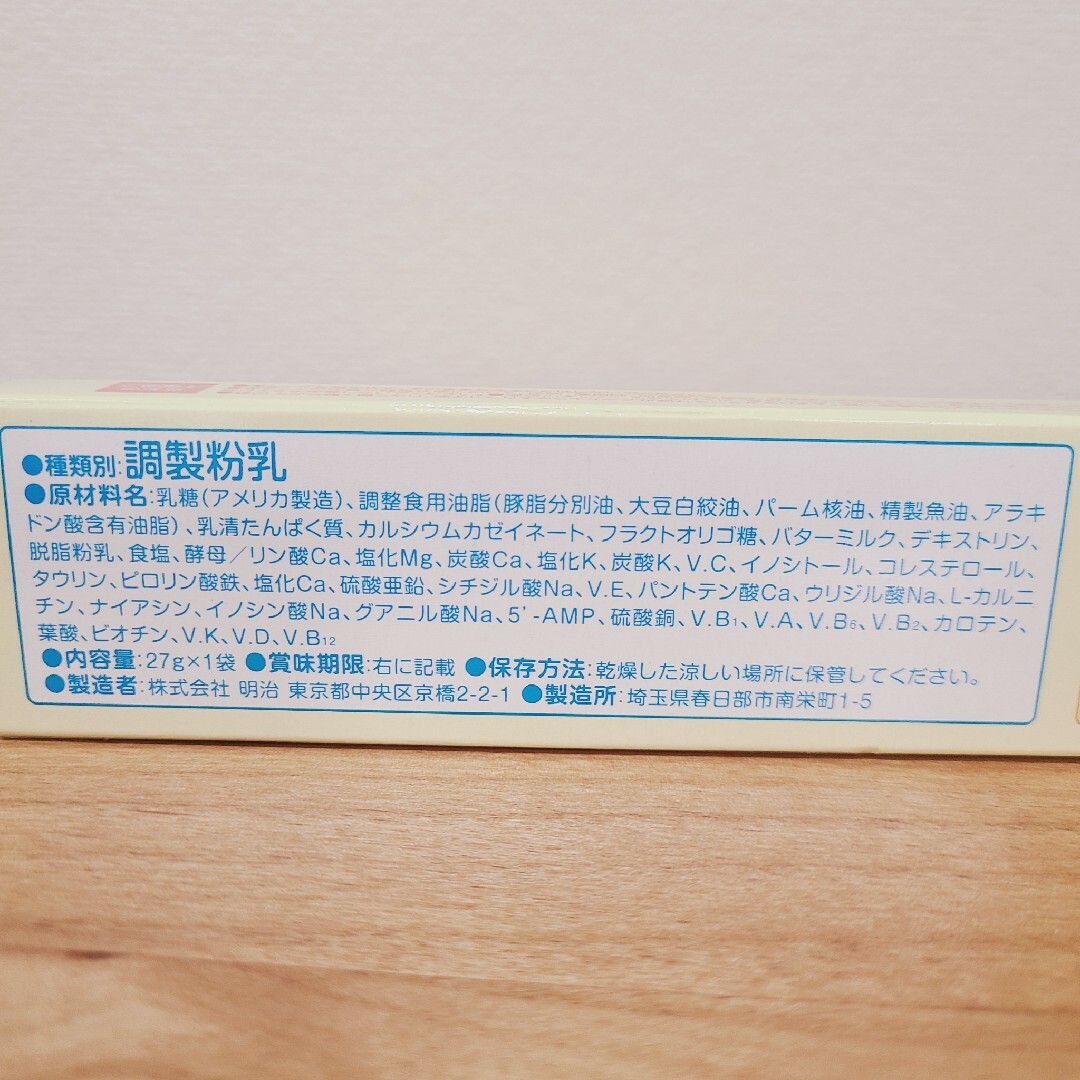 ●種類別:調製粉乳
●原材料名:乳糖(アメリカ製造)、調整食用油脂(豚脂分別油、大豆白絞油、パーム核油、精製魚油、アラキ
ドン酸含有油脂)、乳清たんぱく質、カルシウムカゼイネート、フラクトオリゴ糖、バターミルク、デキストリン、
脱脂粉乳、食塩、酵母/リン酸Ca、塩化Mg、炭酸Ca、塩化K、炭酸K、V.C、イノシトール、コレステロール、
タウリン、ピロリン酸鉄、塩化Ca、硫酸亜鉛、シチジル酸Na、V.E、パントテン酸Ca、ウリジル酸Na、L-カルニ
チン、ナイアシン、イノシン酸Na、グアニル酸Na、5'-AMP、硫酸銅、V.B₁、V.A、V.B₆、V.B₂、カロテン、
葉酸、ビオチン、V.K、V.D、V.B₁₂
●内容量:27g×1袋 ●賞味期限:右に記載 ●保存方法:乾燥した涼しい場所に保管してください。
●製造者:株式会社 明治 東京都中央区京橋2-2-1 ●製造所:埼玉県春日部市南栄町1-5